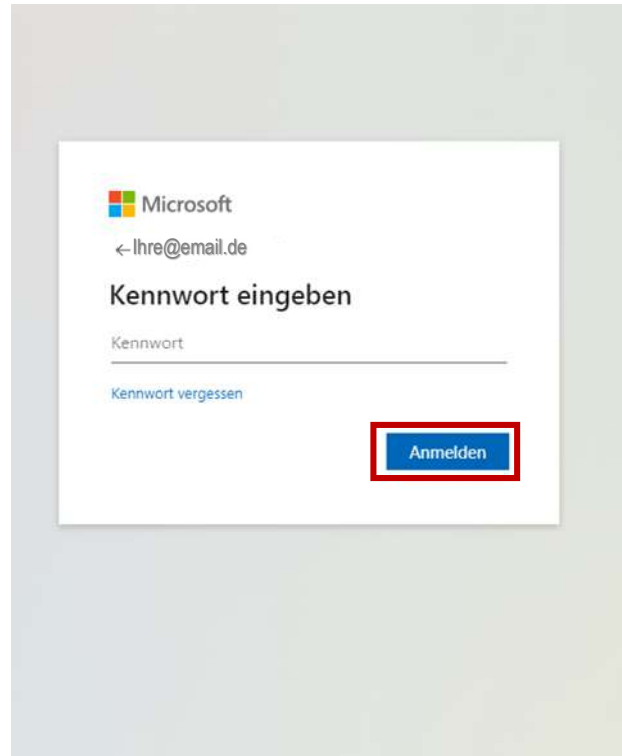 Microsoft
←Ihre@email.de
Kennwort eingeben
Kennwort
Kennwort vergessen
Anmelden